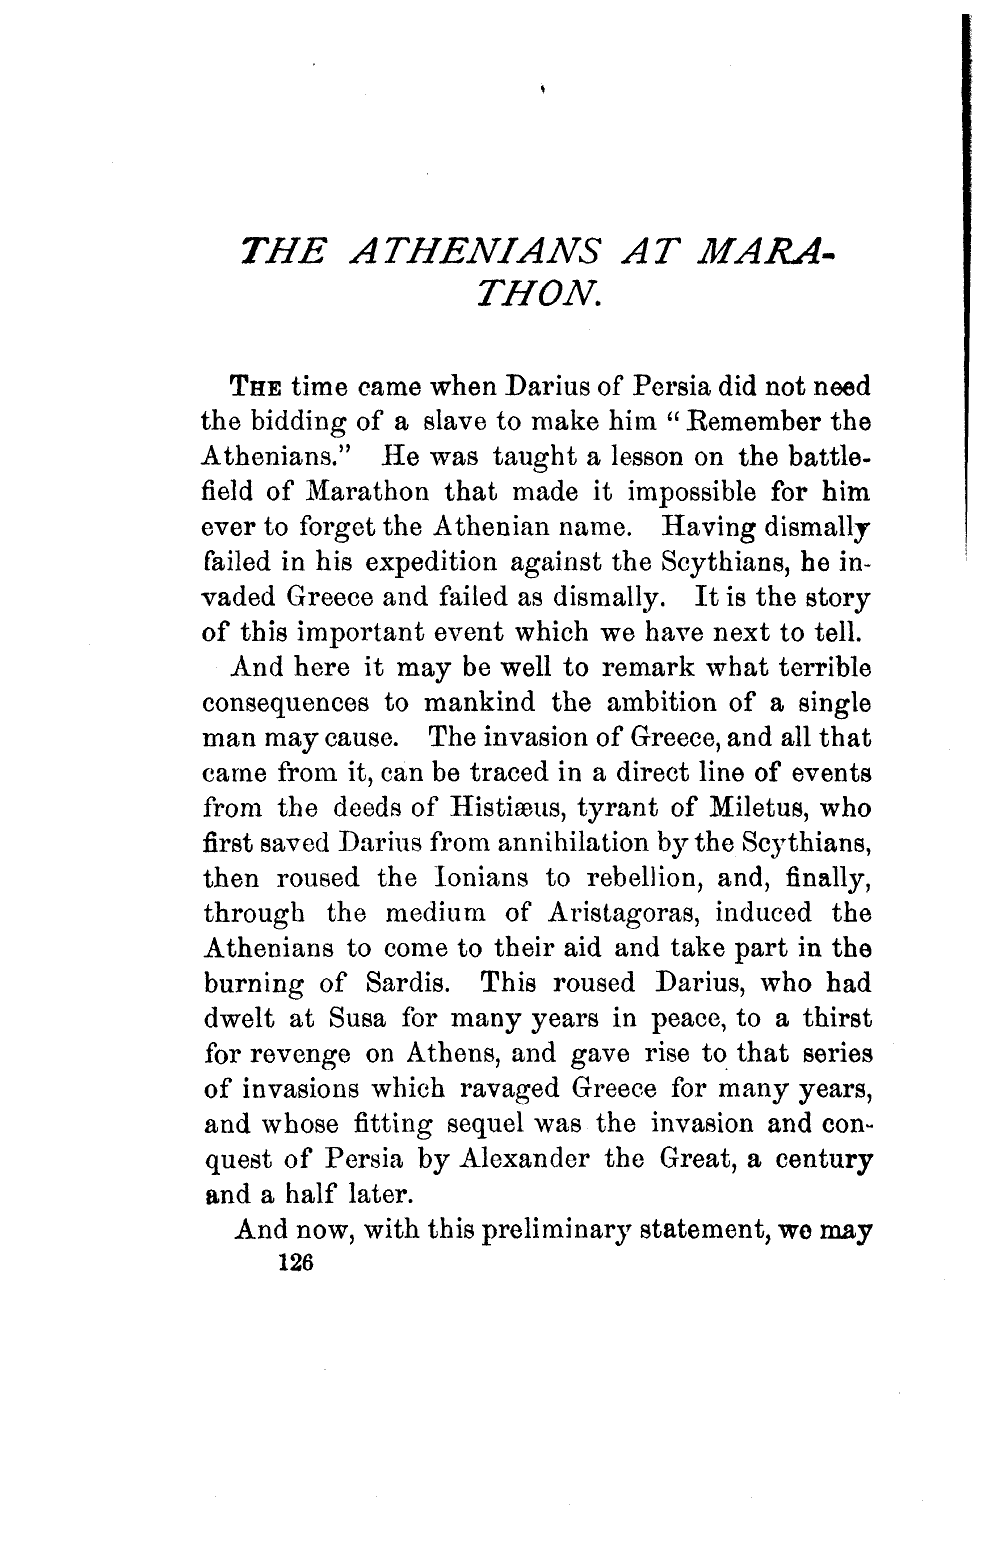 THE ATHENIANS AT MARA-
THON.
THE time came when Darius of Persia did not need
the bidding of a slave to make him “Remember the
Athenians.” He was taught a lesson on the battle-
field of Marathon that made it impossible for him
ever to forget the Athenian name. Having dismally
failed in his expedition against the Scythians, he in-
vaded Greece and failed as dismally. It is the story
of this important event which we have next to tell.
And here it may be well to remark what terrible
consequences to mankind the ambition of a single
man may cause. The invasion of Greece, and all that
came from it, can be traced in a direct line of events
from the deeds of Histiæus, tyrant of Miletus, who
first saved Darius from annihilation by the Scythians,
then roused the Ionians to rebellion, and, finally,
through the medium of Aristagoras, induced the
Athenians to come to their aid and take part in the
burning of Sardis. This roused Darius, who had
dwelt at Susa for many years in peace, to a thirst
for revenge on Athens, and gave rise to that series
of invasions which ravaged Greece for many years,
and whose fitting sequel was the invasion and con-
quest of Persia by Alexander the Great, a century
and a half later.
And now, with this preliminary statement, we may
126